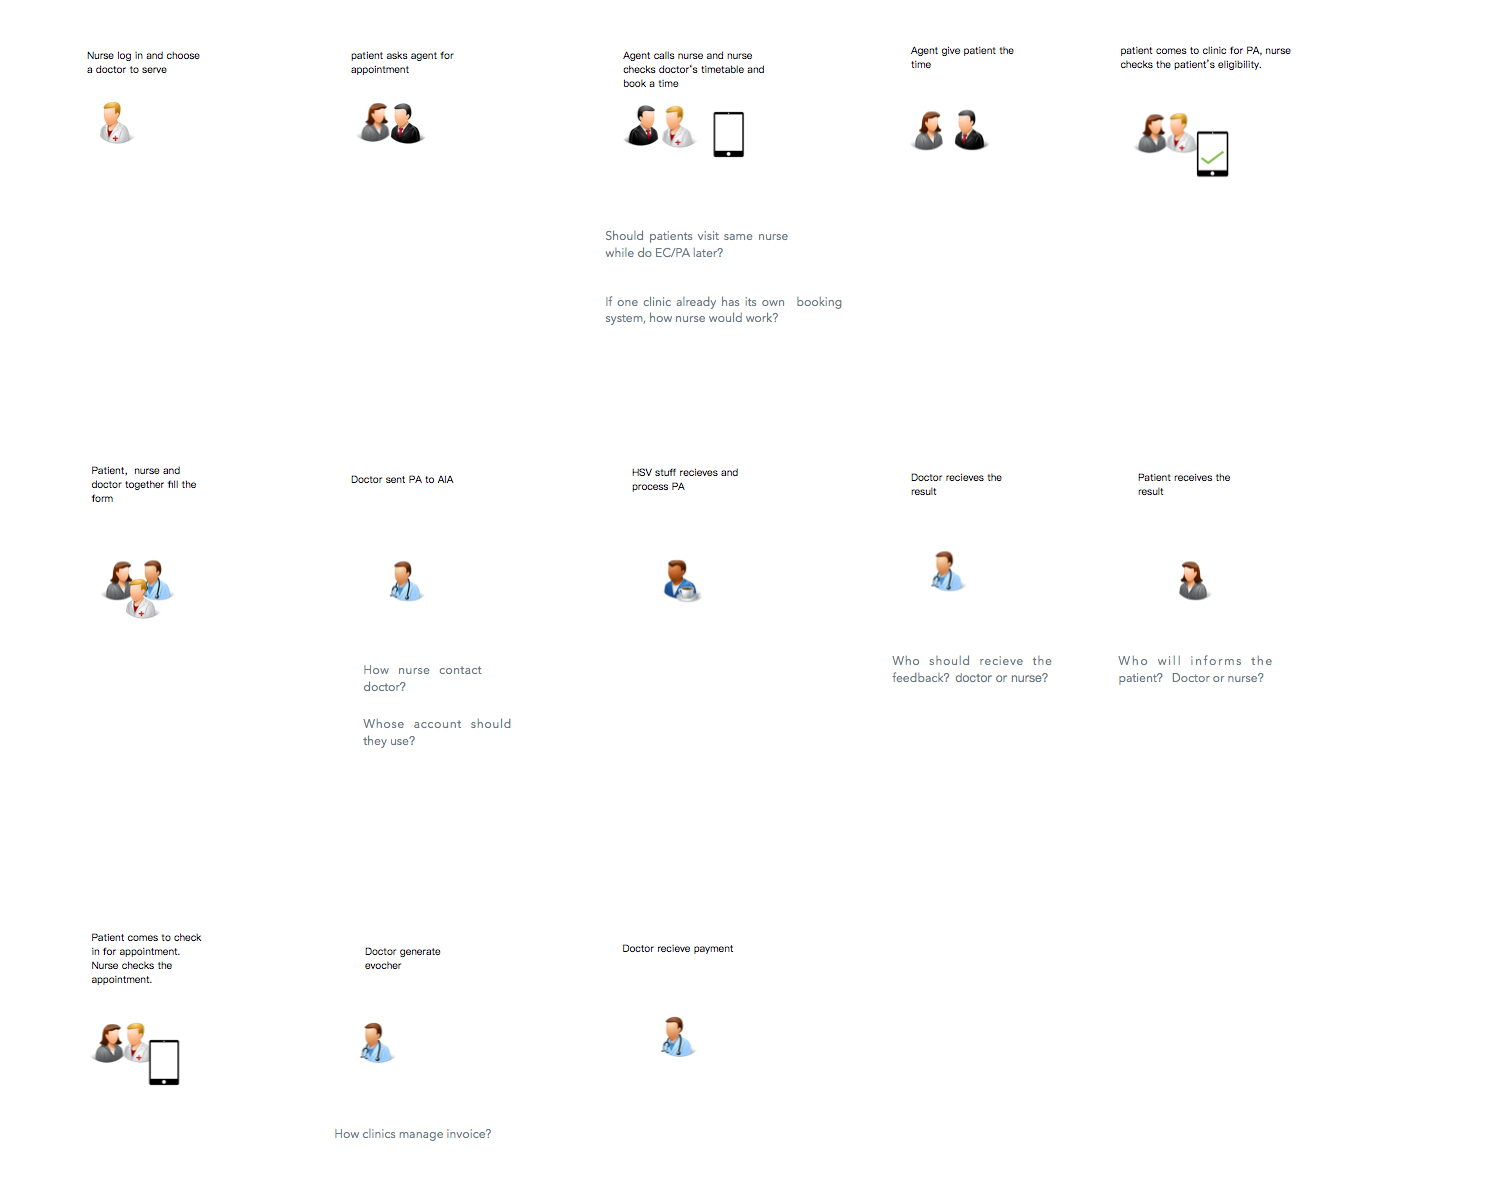 Nurse log in and choose
a doctor to serve
patient asks agent for
appointment
Agent calls nurse and nurse
checks doctor's timetable and
book a time
Agent give patient the
time
patient comes to clinic for PA, nurse
checks the patient's eligibility.
Should patients visit same nurse
while do EC/PA later?
If one clinic already has its own booking
system, how nurse would work?
Patient, nurse and
doctor together fill the
form
Doctor sent PA to AIA
HSV stuff recieves and
process PA
Doctor recieves the
result
Patient receives the
result
How nurse contact
doctor?
Whose account should
they use?
Who should recieve the
feedback? doctor or nurse?
Who will informs the
patient? Doctor or nurse?
Patient comes to check
in for appointment.
Nurse checks the
appointment.
Doctor generate
evocher
Doctor recieve payment
How clinics manage invoice?